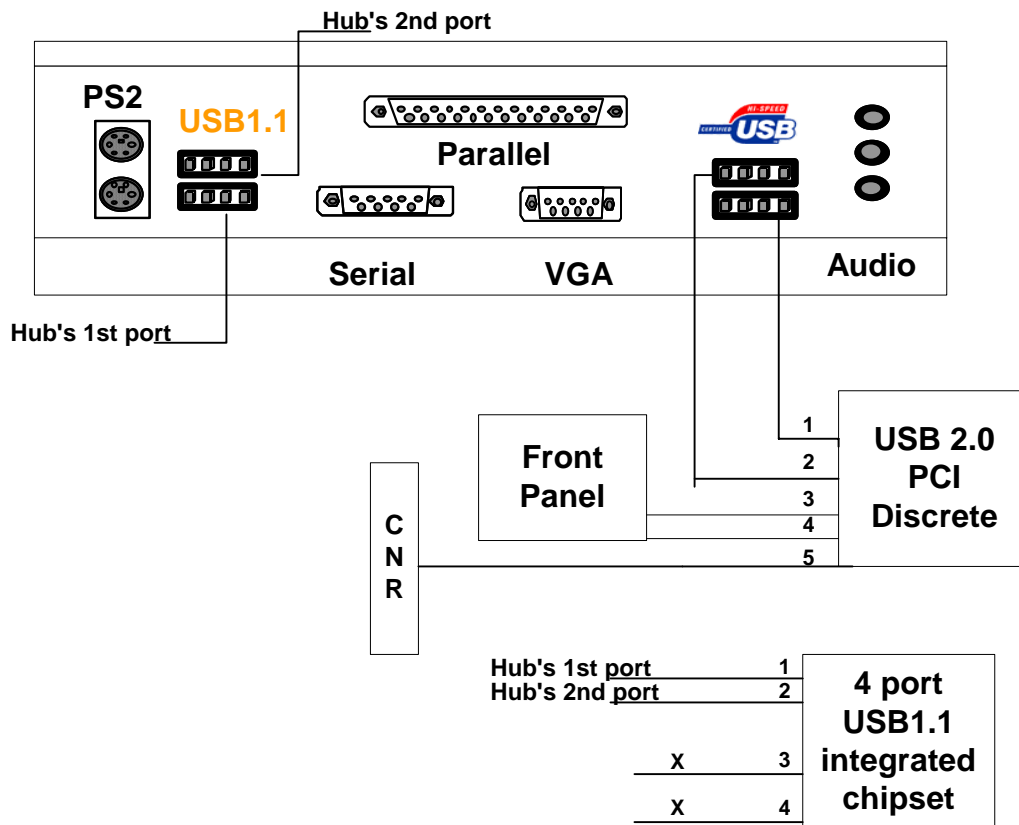 Hub's 2nd port
PS2
USB1.1
HI-SPEED
CERTIFIED USB
Parallel
Serial
VGA
Audio
Hub's 1st port
1
2
3
4
5
USB 2.0
PCI
Discrete
Front
Panel
C
N
R
Hub's 1st port
Hub's 2nd port
1
2
X
3
X
4
4 port
USB1.1
integrated
chipset